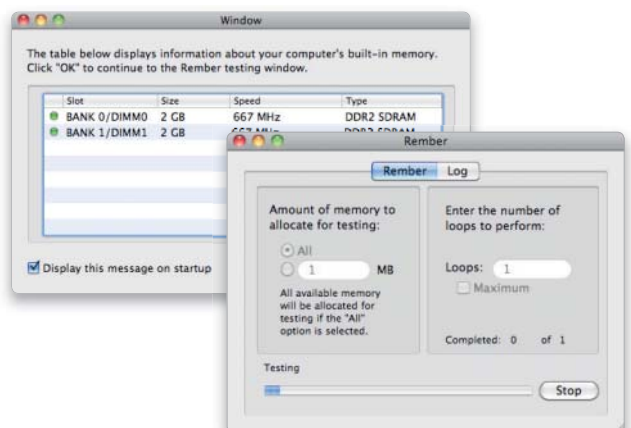 Window
The table below displays information about your computer's built-in memory.
Click "OK" to continue to the Rember testing window.
Slot Size Speed Type
BANK 0/DIMM0 2 GB 667 MHz DDR2 SDRAM
BANK 1/DIMM1 2 GB 667 MHz DDR2 SDRAM
Display this message on startup
Rember
Rember Log
Amount of memory to
allocate for testing:
All
1 MB
All available memory
will be allocated for
testing if the "All"
option is selected.
Enter the number of
loops to perform:
Loops: 1
Maximum
Completed: 0 of 1
Testing
Stop